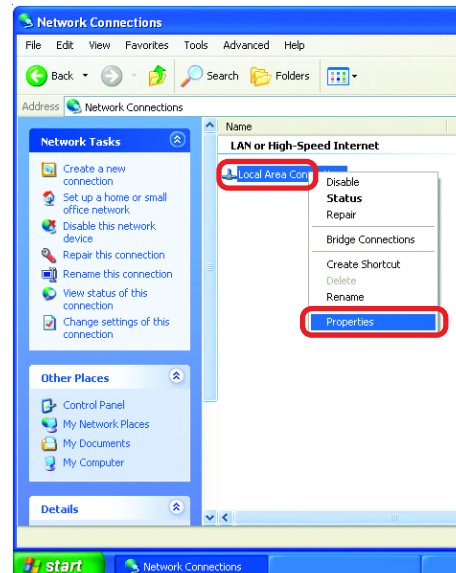 Network Connections
File Edit View Favorites Tools Advanced Help
Back Search Folders
Address Network Connections
Name
Network Tasks
Create a new
connection
Set up a home or small
office network
Disable this network
device
Repair this connection
Rename this connection
View status of this
connection
Change settings of this
connection
Other Places
Control Panel
My Network Places
My Documents
My Computer
Details
LAN or High-Speed Internet
Local Area Con
Disable
Status
Repair
Bridge Connections
Create Shortcut
Delete
Rename
Properties
start Network Connections